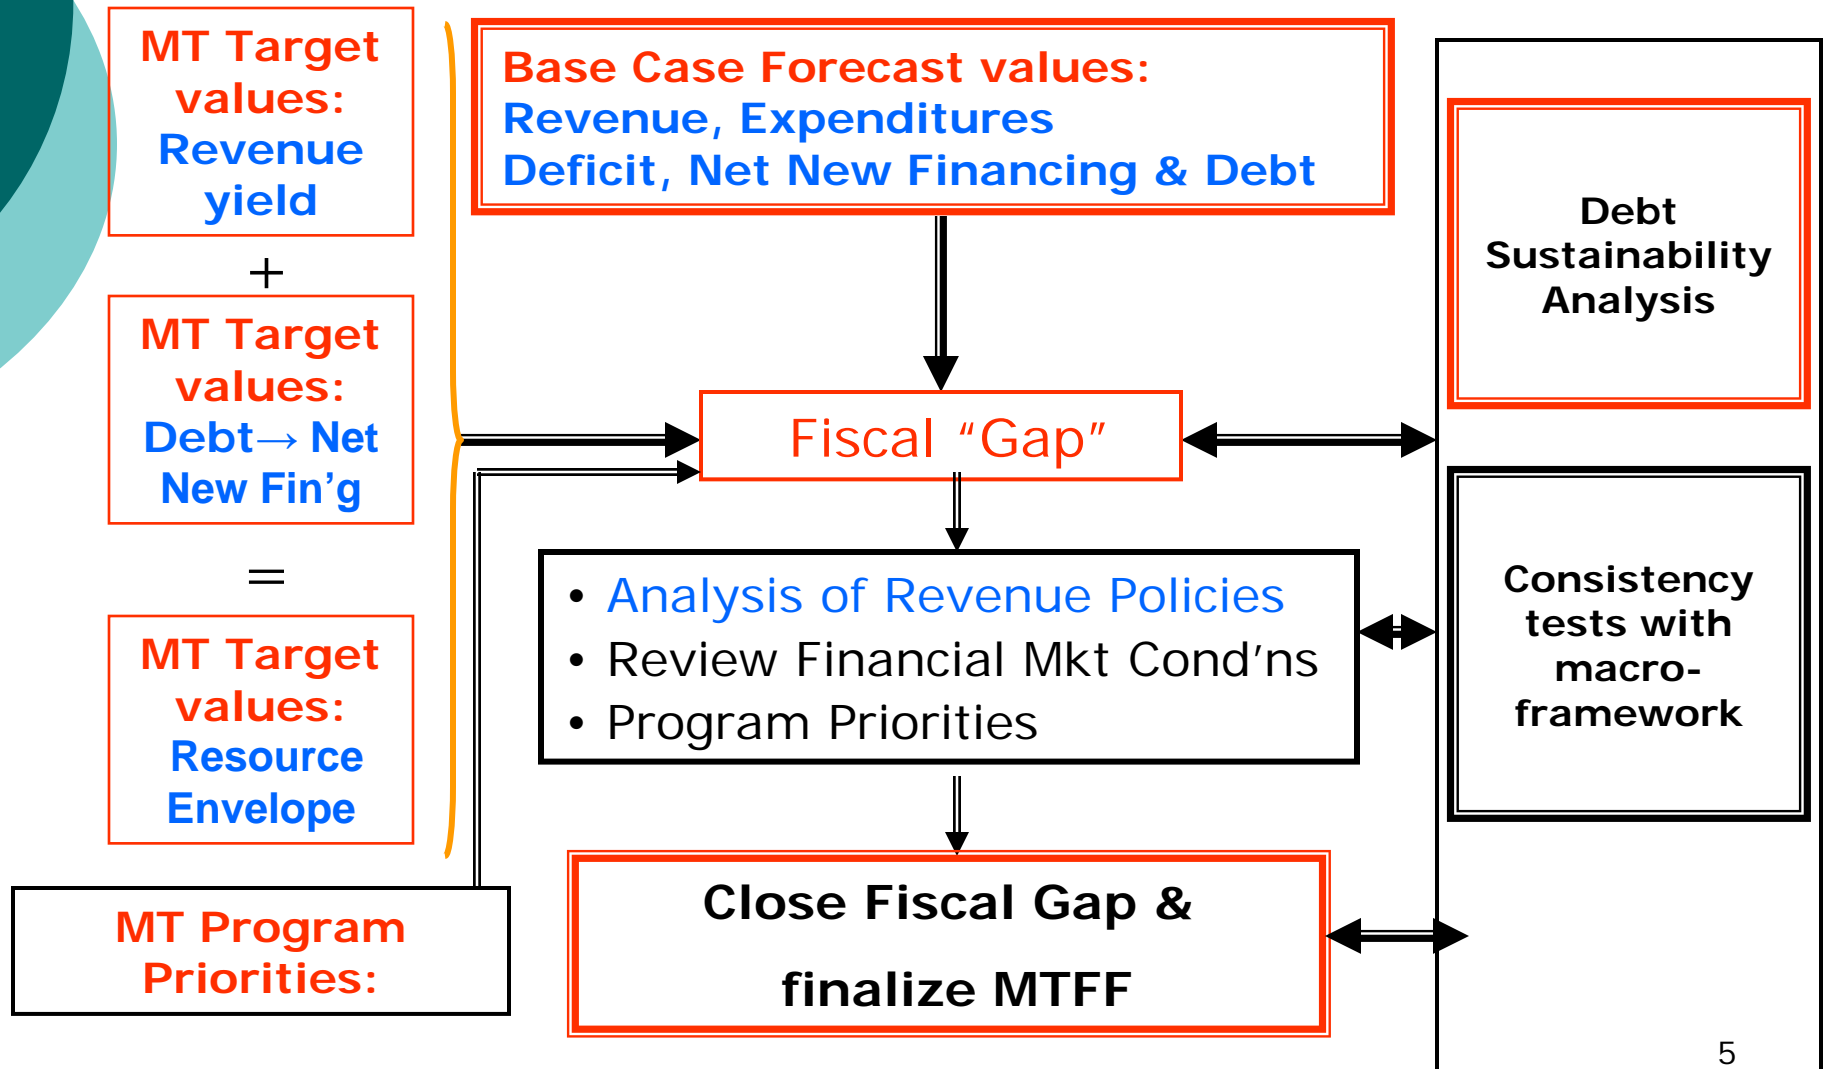 MT Target
values:
Revenue
yield
+
MT Target
values:
Debt→ Net
New Fin’g
=
MT Target
values:
Resource
Envelope
MT Program
Priorities:
Base Case Forecast values:
Revenue, Expenditures
Deficit, Net New Financing & Debt
Fiscal “Gap”
• Analysis of Revenue Policies
• Review Financial Mkt Cond’ns
• Program Priorities
Close Fiscal Gap &
finalize MTFF
Debt
Sustainability
Analysis
Consistency
tests with
macro-
framework
5